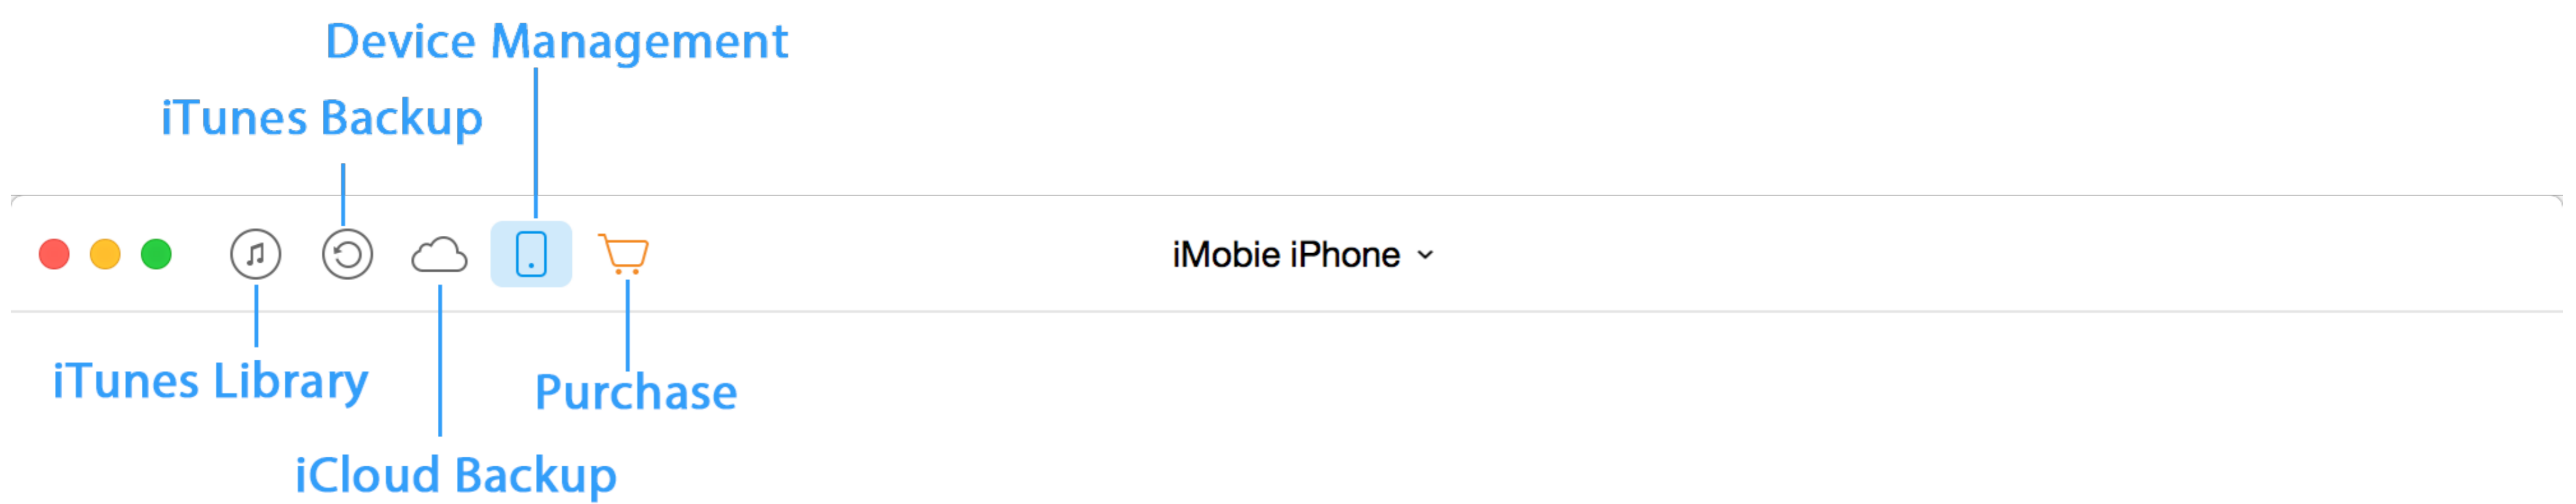 Device Management
iTunes Backup
iMobie iPhone
iTunes Library
Purchase
iCloud Backup